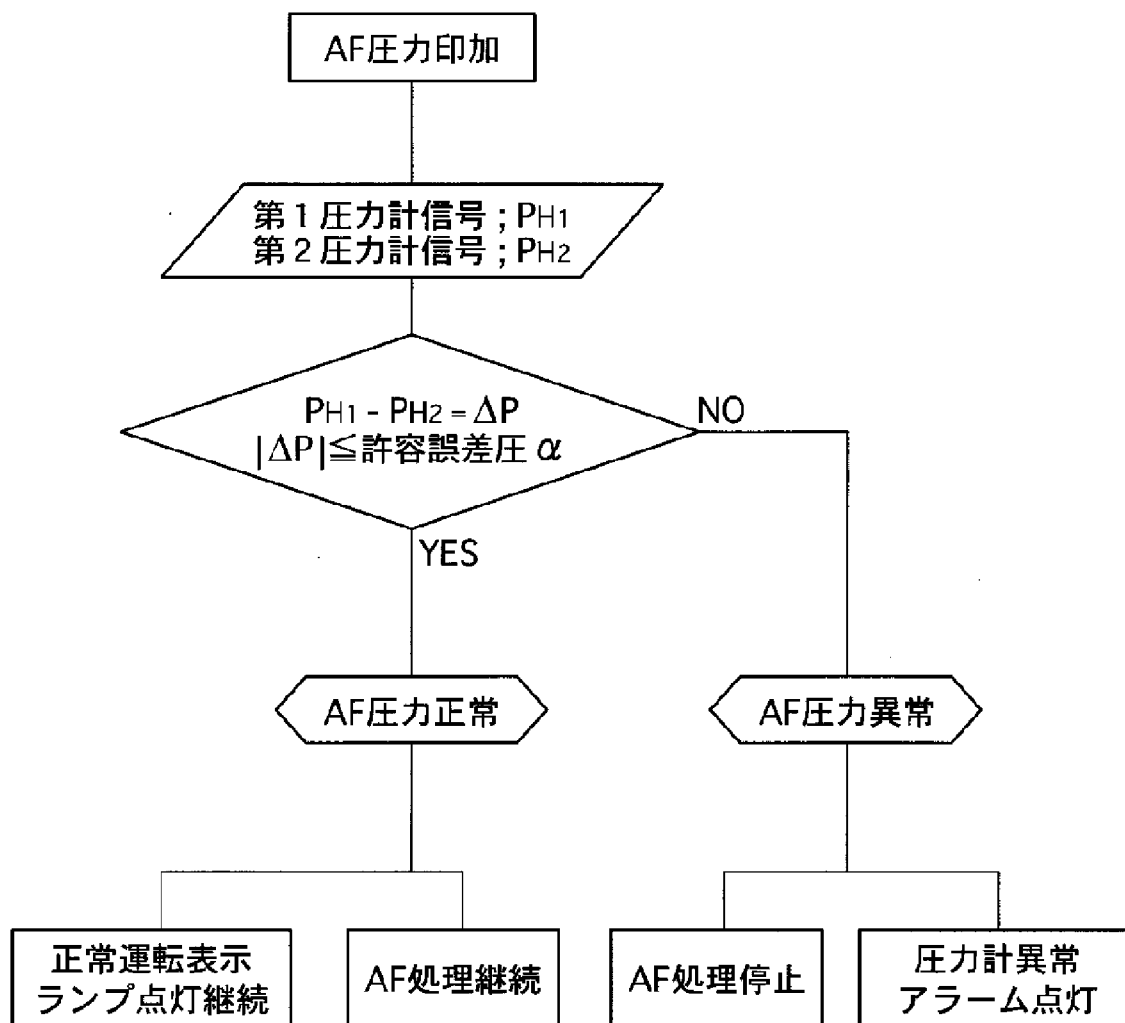 AF圧力印加
第1圧力計信号;PH1
第2圧力計信号;PH2
PH1 - PH2 = ΔP
|ΔP|≦許容誤差圧 α
NO
YES
AF圧力正常
AF圧力異常
正常運転表示
ランプ点灯継続
AF処理継続
AF処理停止
圧力計異常
アラーム点灯